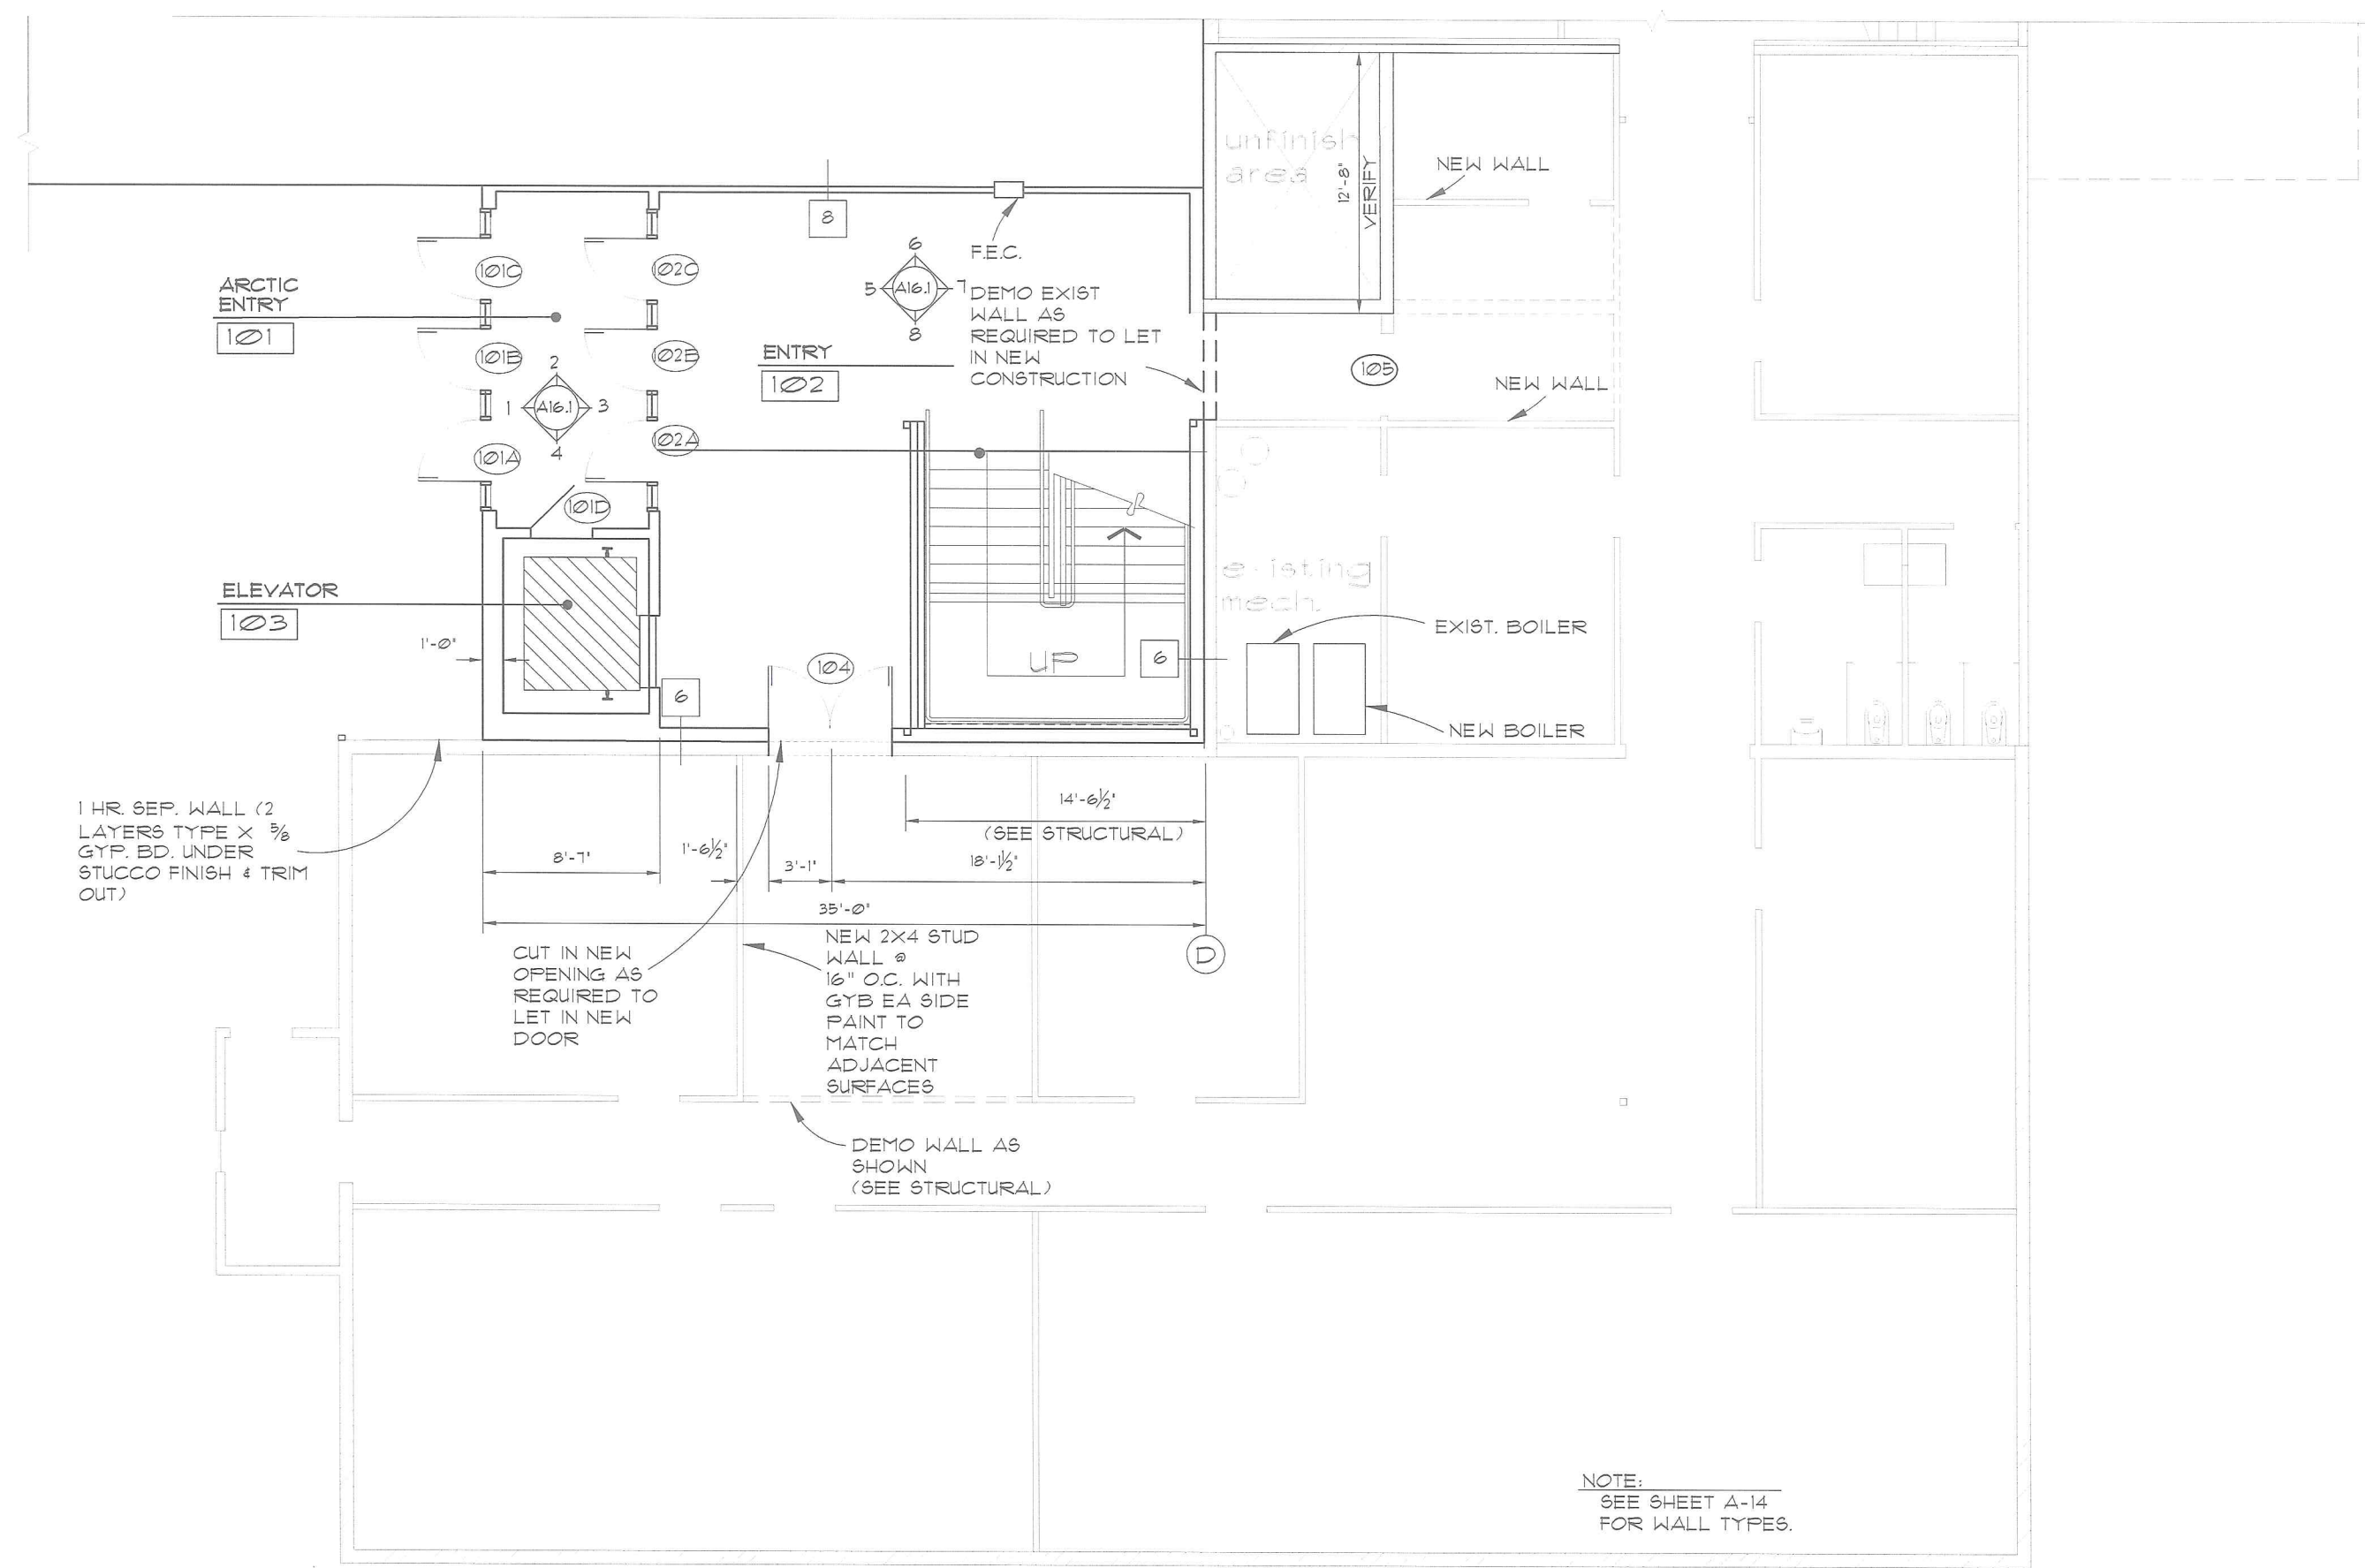 unfinish
area
12'-8"
VERIFY
NEW WALL
8
F.E.C.
6
5
A16.1
7
8
DEMO EXIST
WALL AS
REQUIRED TO LET
IN NEW
CONSTRUCTION
ARCTIC
ENTRY
101
101C
102C
101B
102B
ENTRY
102
105
NEW WALL
2
1
A16.1
3
4
101A
102A
101D
ELEVATOR
103
1'-0"
existing
mech.
EXIST. BOILER
NEW BOILER
UP
6
104
6
1 HR. SEP. WALL (2
LAYERS TYPE X 5/8
GYP. BD. UNDER
STUCCO FINISH & TRIM
OUT)
14'-6½"
(SEE STRUCTURAL)
8'-7"
1'-6½"
3'-1"
18'-1½"
35'-0"
D
CUT IN NEW
OPENING AS
REQUIRED TO
LET IN NEW
DOOR
NEW 2X4 STUD
WALL @
16" O.C. WITH
GYB EA SIDE
PAINT TO
MATCH
ADJACENT
SURFACES
DEMO WALL AS
SHOWN
(SEE STRUCTURAL)
NOTE:
SEE SHEET A-14
FOR WALL TYPES.